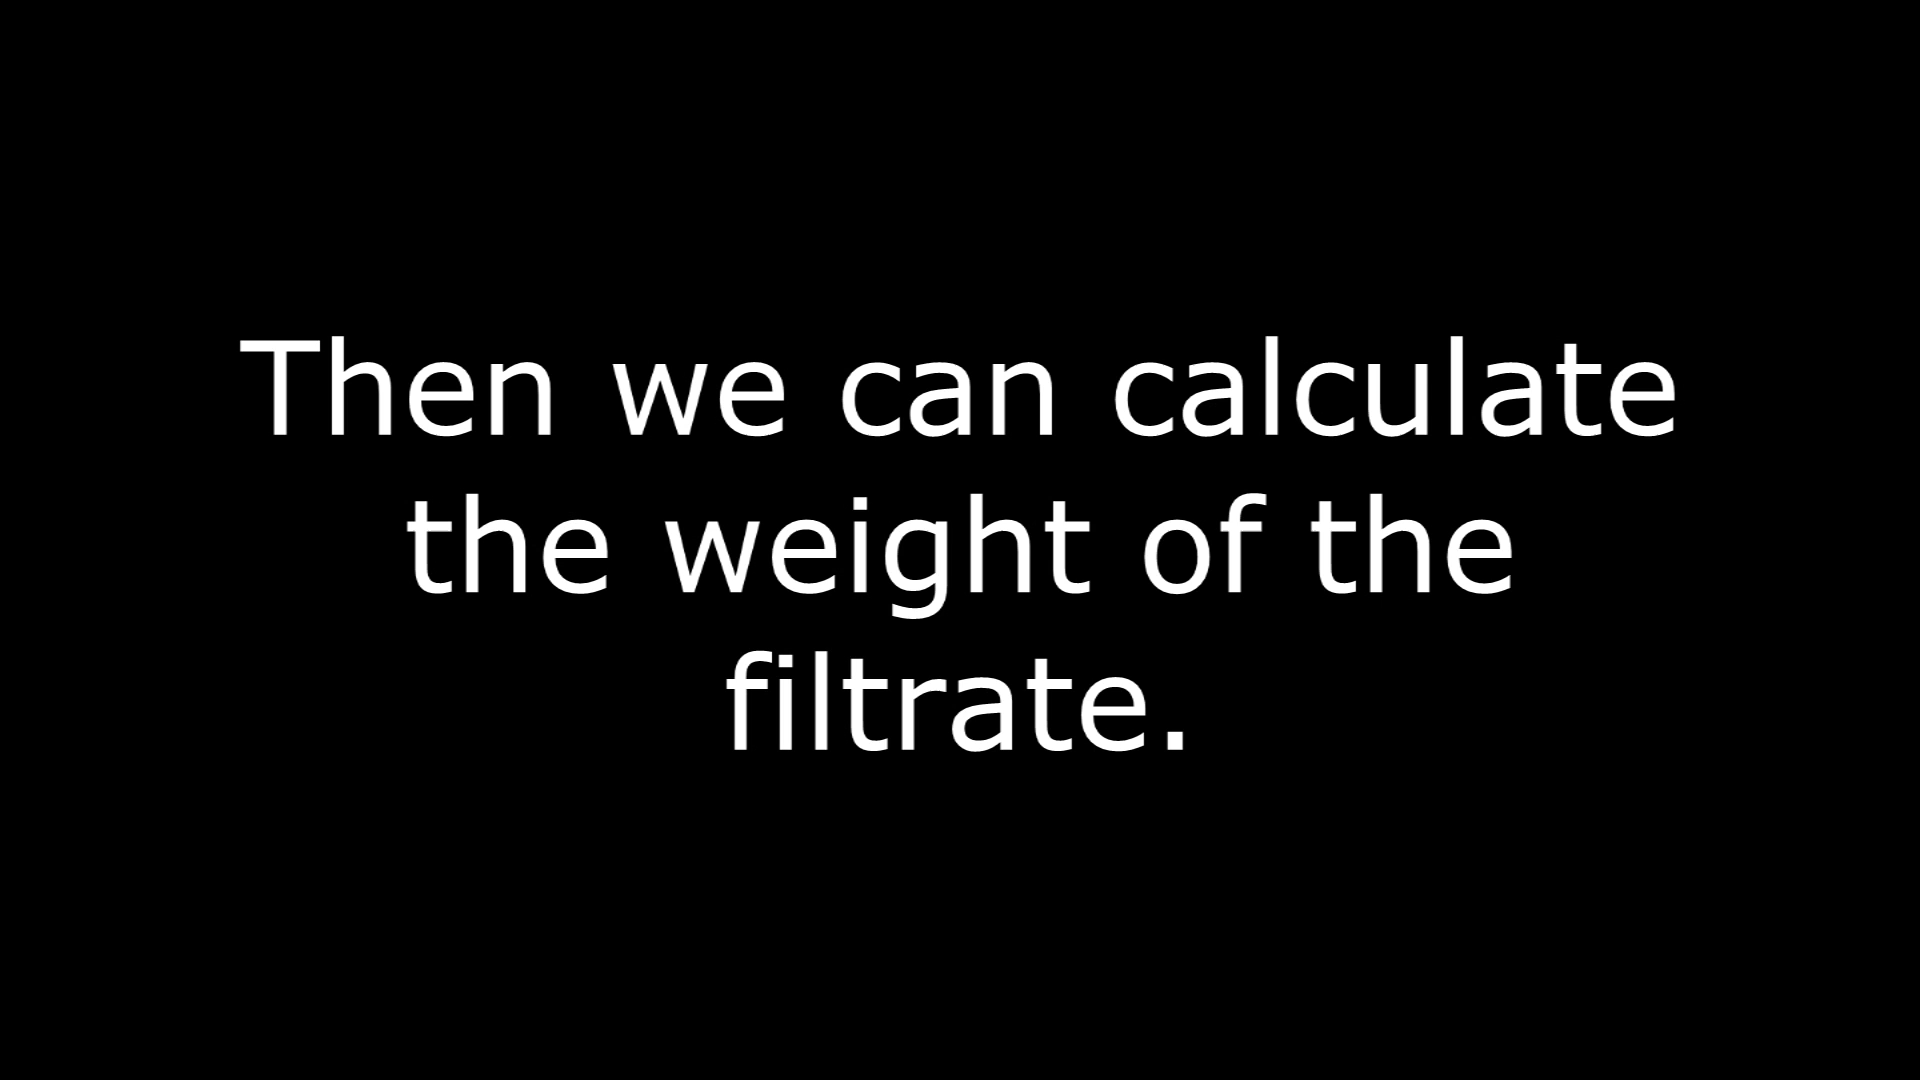 Then we can calculate
the weight of the
filtrate.